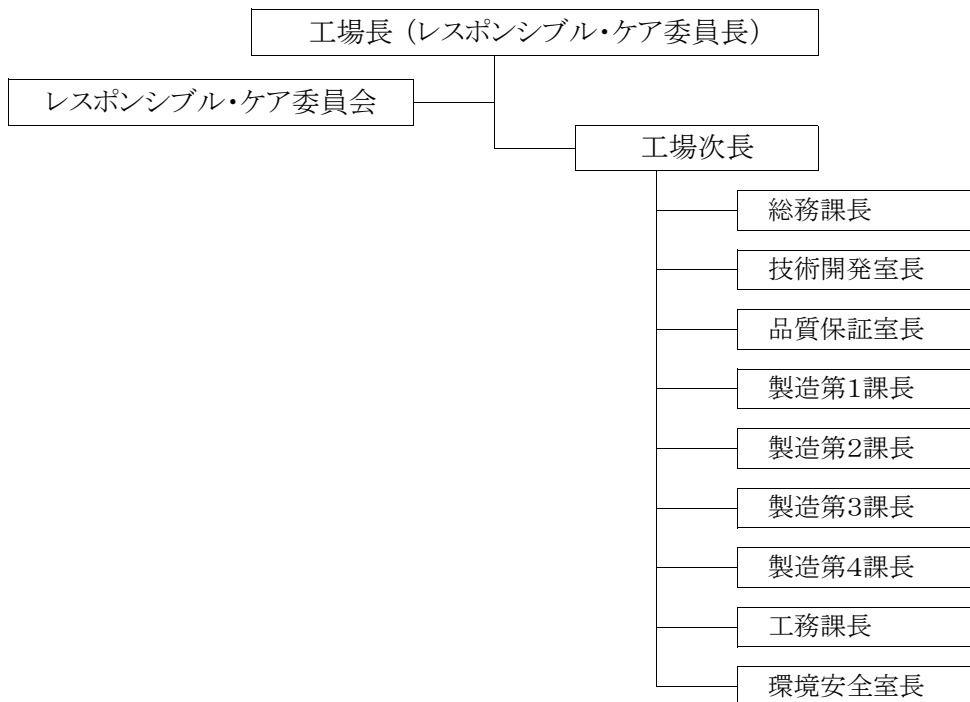 工場長（レスポンシブル・ケア委員長）
レスポンシブル・ケア委員会
工場次長
総務課長
技術開発室長
品質保証室長
製造第1課長
製造第2課長
製造第3課長
製造第4課長
工務課長
環境安全室長